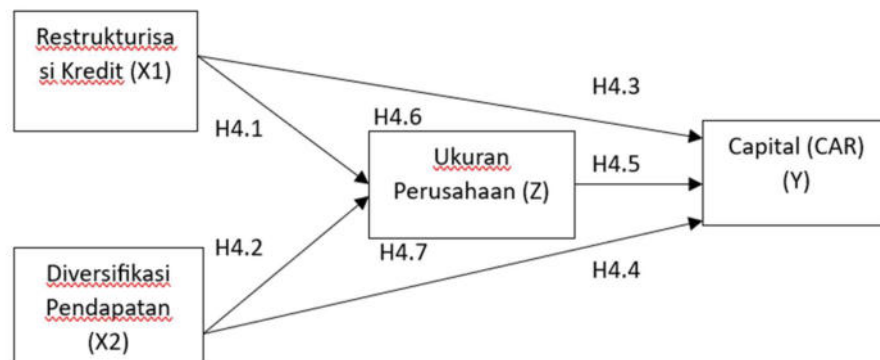 Restrukturisa
si Kredit (X1)
H4.3
H4.1
H4.6
Ukuran
Perusahaan (Z)
H4.5
Capital (CAR)
(Y)
H4.2
H4.7
H4.4
Diversifikasi
Pendapatan
(X2)